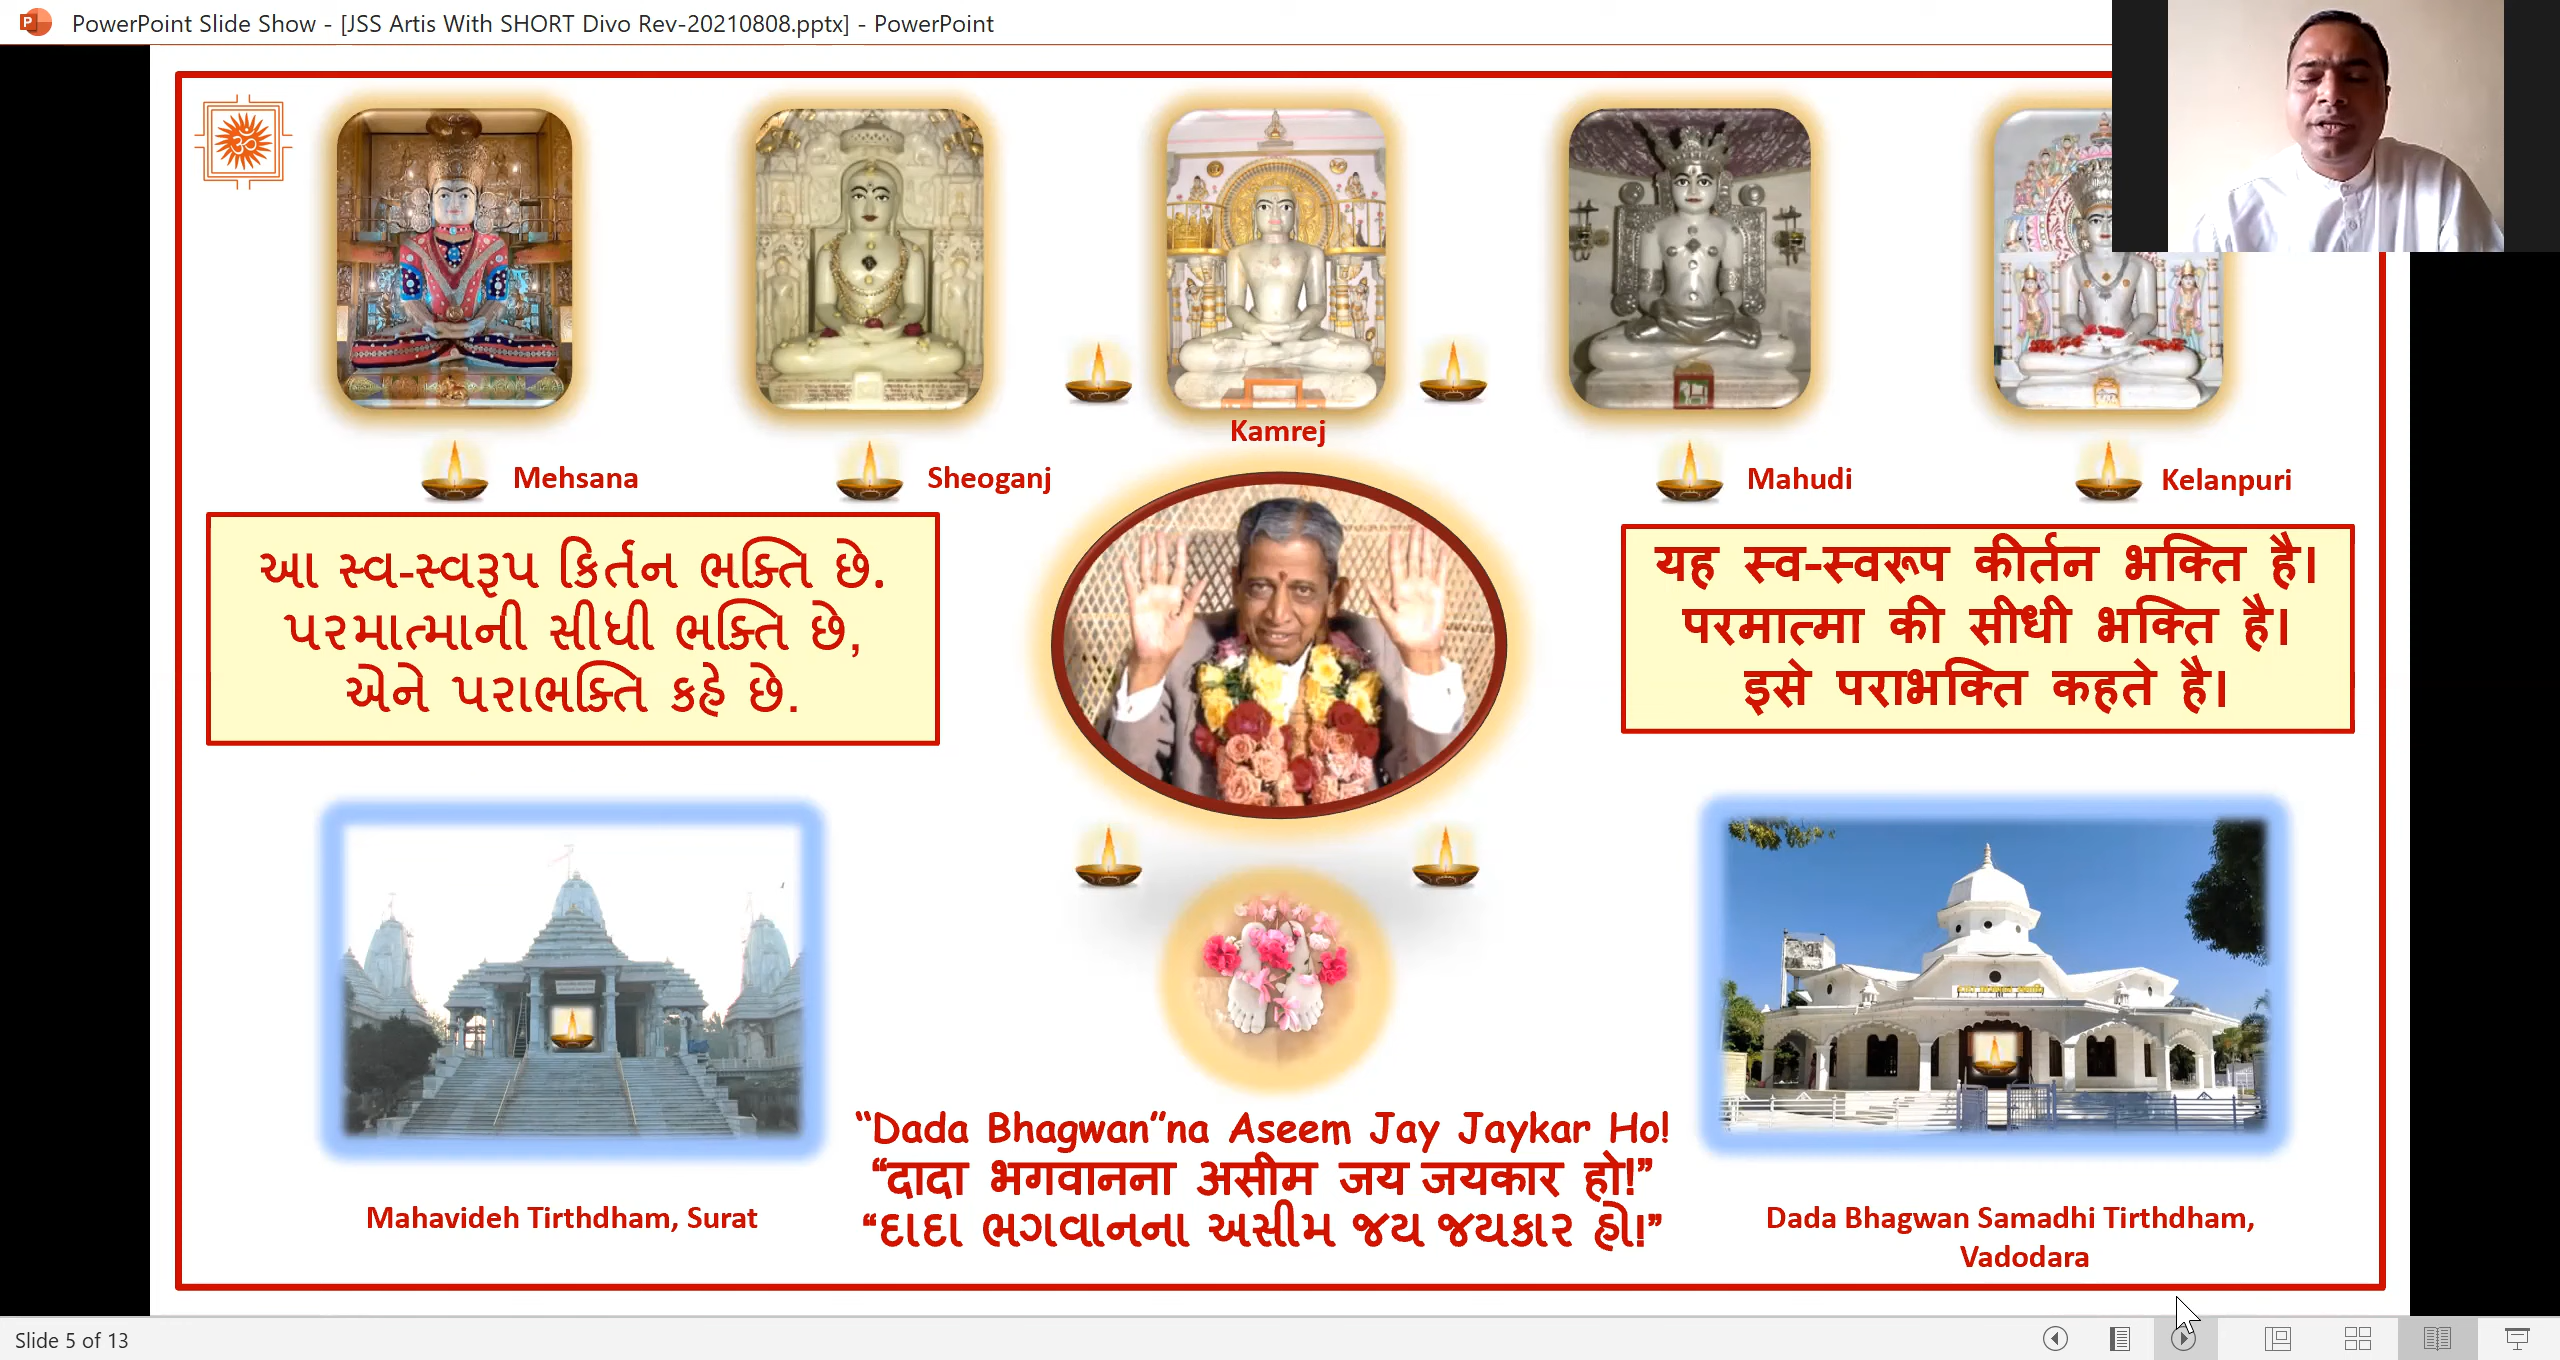 PowerPoint Slide Show - [JSS Artis With SHORT Divo Rev-20210808.pptx] - PowerPoint
Kamrej
Mehsana
Sheoganj
Mahudi
Kelanpuri
આ સ્વ-સ્વરૂપ કિર્તન ભક્તિ છે.
પરમાત્માની સીધી ભક્તિ છે,
એને પરાભક્તિ કહે છે.
यह स्व-स्वरूप कीर्तन भक्ति है।
परमात्मा की सीधी भक्ति है।
इसे पराभक्ति कहते है।
“Dada Bhagwan”na Aseem Jay Jaykar Ho!
“दादा भगवानना असीम जय जयकार हो!”
“દાદા ભગવાનના અસીમ જય જયકાર હો!”
Mahavideh Tirthdham, Surat
Dada Bhagwan Samadhi Tirthdham,
Vadodara
Slide 5 of 13